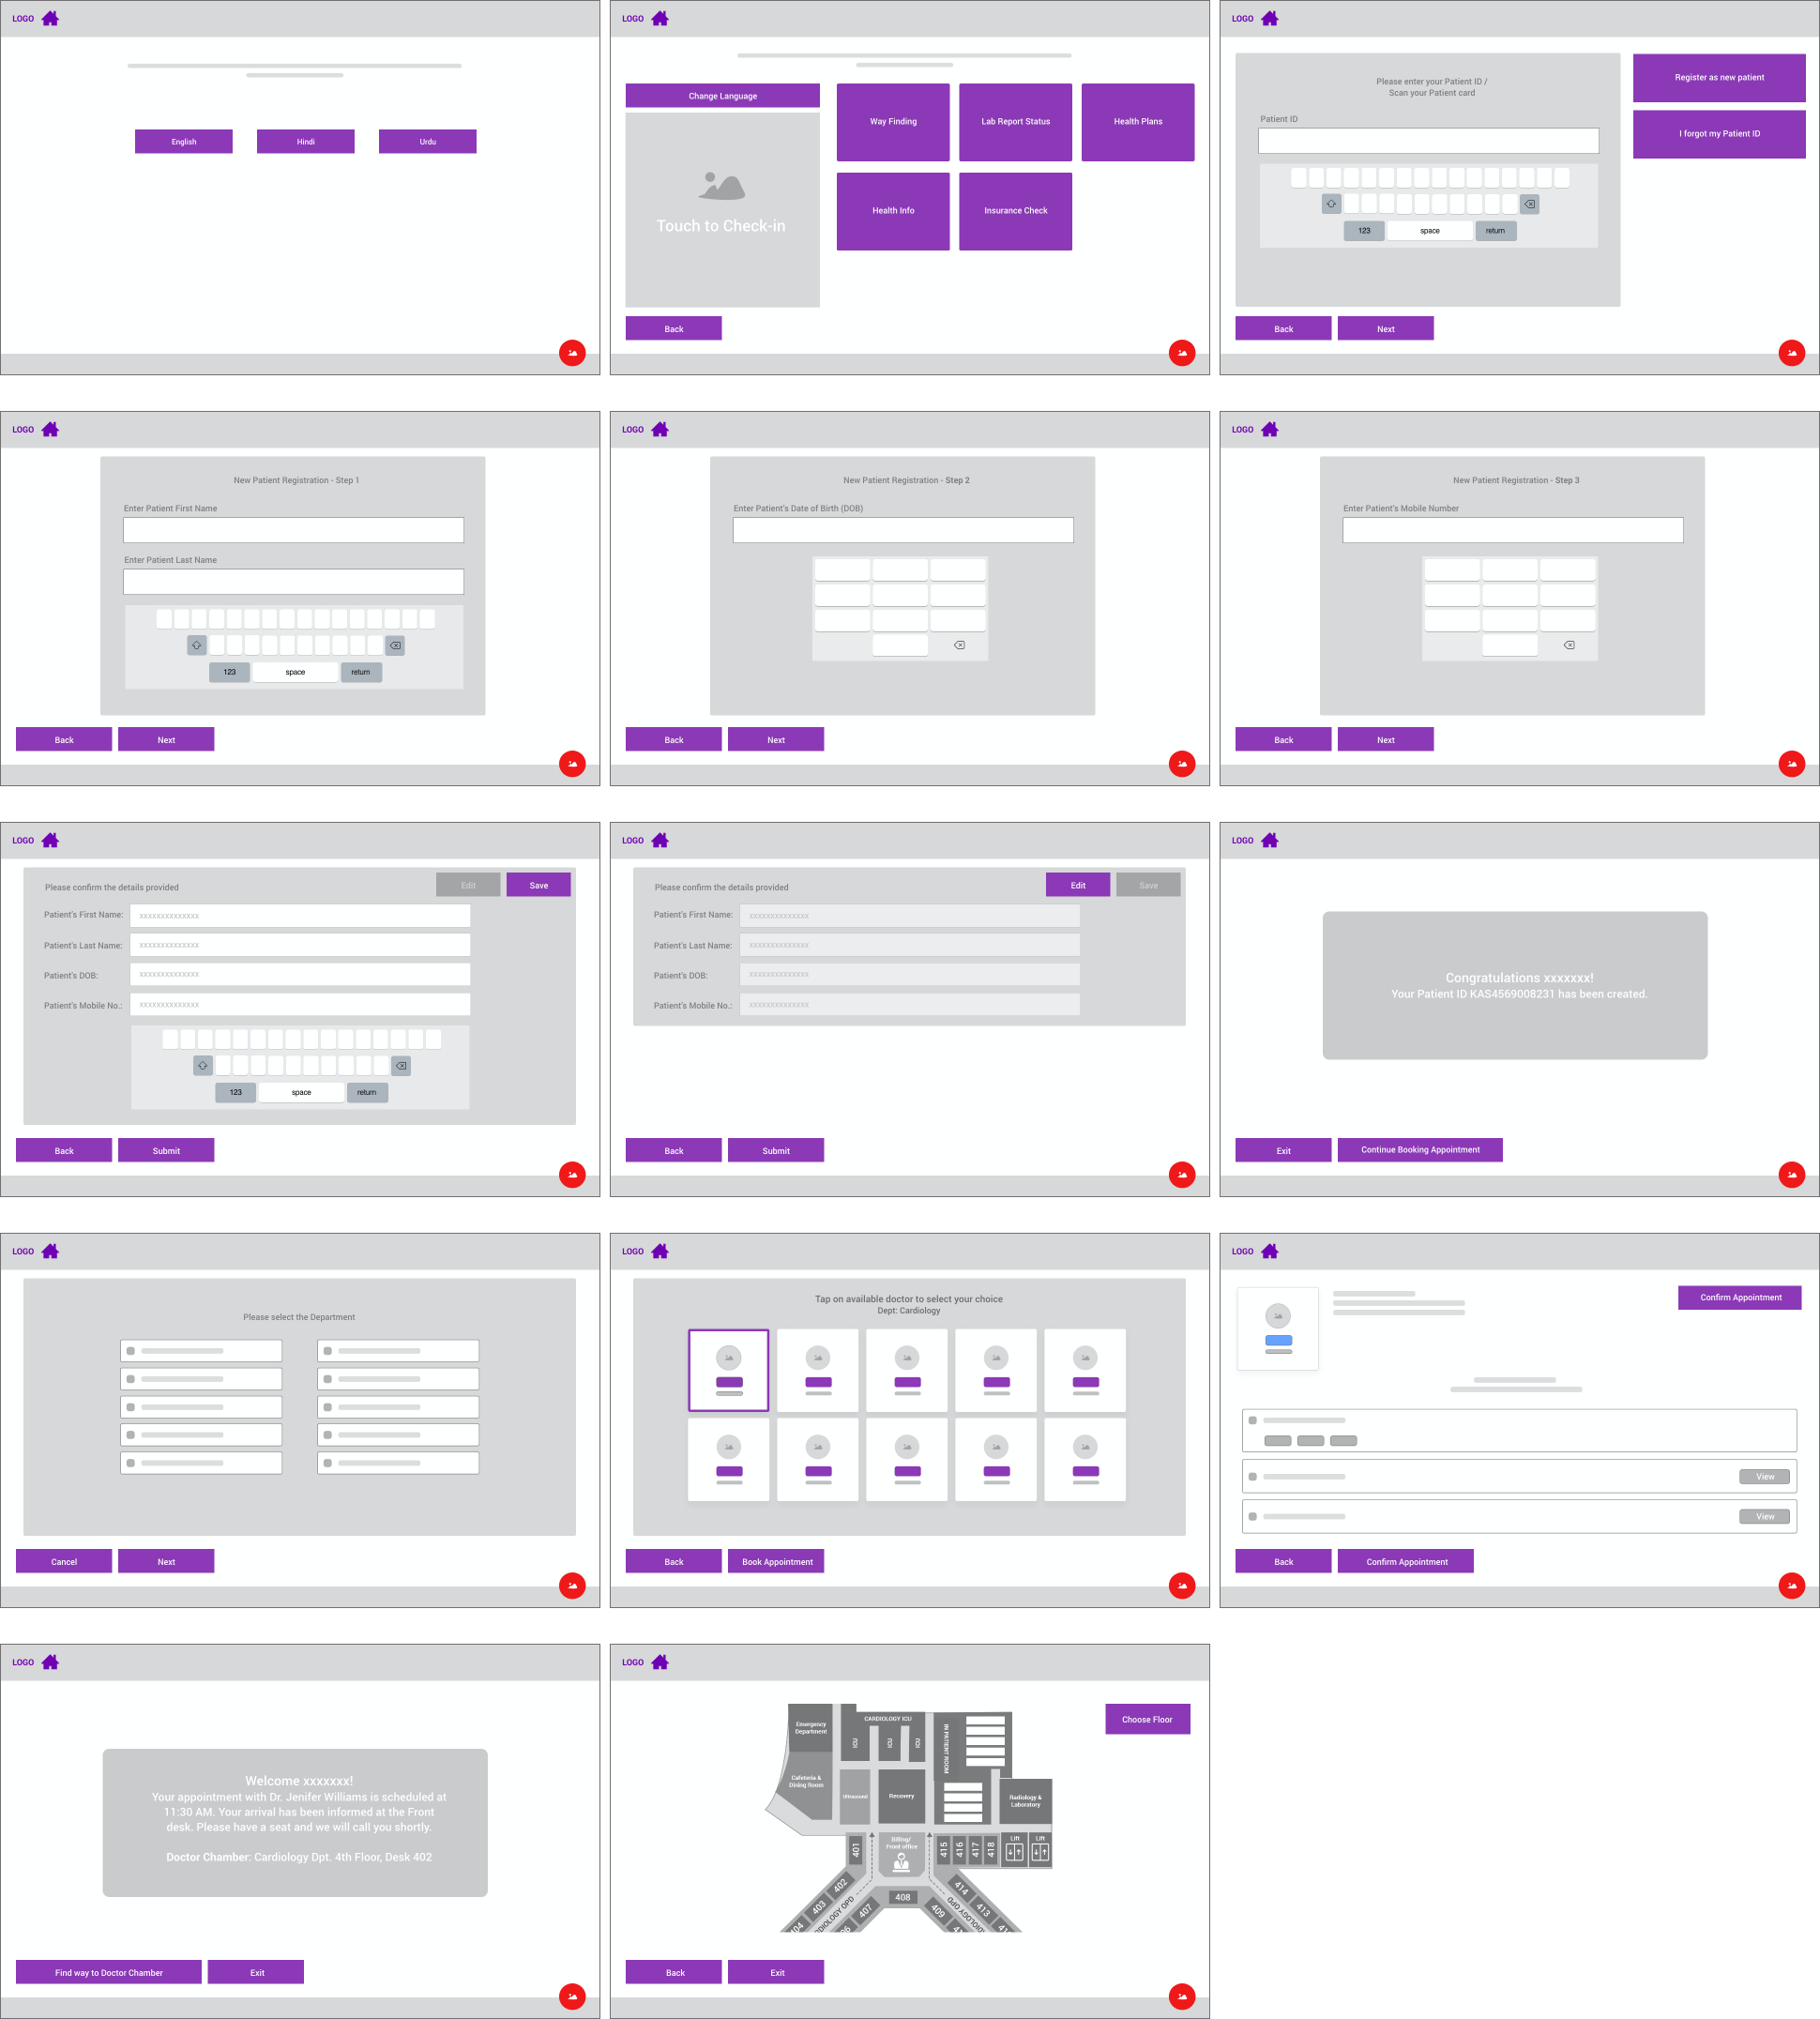 LOGO
English
Hindi
Urdu
LOGO
Change Language
Touch to Check-in
Way Finding
Lab Report Status
Health Plans
Health Info
Insurance Check
Back
LOGO
Please enter your Patient ID /
Scan your Patient card
Patient ID
123
space
return
Register as new patient
I forgot my Patient ID
Back
Next
LOGO
New Patient Registration - Step 1
Enter Patient First Name
Enter Patient Last Name
123
space
return
Back
Next
LOGO
New Patient Registration - Step 2
Enter Patient's Date of Birth (DOB)
Back
Next
LOGO
New Patient Registration - Step 3
Enter Patient's Mobile Number
Back
Next
LOGO
Please confirm the details provided
Edit
Save
Patient's First Name:
xxxxxxxxxxxxxx
Patient's Last Name:
xxxxxxxxxxxxxx
Patient's DOB:
xxxxxxxxxxxxxx
Patient's Mobile No.:
xxxxxxxxxxxxxx
123
space
return
Back
Submit
LOGO
Please confirm the details provided
Edit
Save
Patient's First Name:
xxxxxxxxxxxxxx
Patient's Last Name:
xxxxxxxxxxxxxx
Patient's DOB:
xxxxxxxxxxxxxx
Patient's Mobile No.:
xxxxxxxxxxxxxx
Back
Submit
LOGO
Congratulations xxxxxxx!
Your Patient ID KAS4569008231 has been created.
Exit
Continue Booking Appointment
LOGO
Please select the Department
Cancel
Next
LOGO
Tap on available doctor to select your choice
Dept: Cardiology
Back
Book Appointment
LOGO
Confirm Appointment
View
View
Back
Confirm Appointment
LOGO
Welcome xxxxxxx!
Your appointment with Dr. Jenifer Williams is scheduled at
11:30 AM. Your arrival has been informed at the Front
desk. Please have a seat and we will call you shortly.
Doctor Chamber: Cardiology Dpt. 4th Floor, Desk 402
Find way to Doctor Chamber
Exit
LOGO
Choose Floor
Emergency
Department
CARDIOLOGY ICU
ICU
ICU
ICU
IN PATIENT ROOM
Cafeteria &
Dining Room
Ultrasound
Recovery
Radiology &
Laboratory
Billing/
Front office
401
402
403
407
408
409
415
416
417
418
Lift
Lift
414
413
Back
Exit